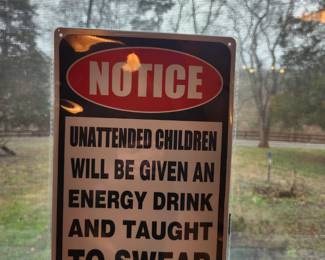 NOTICE
UNATTENDED CHILDREN
WILL BE GIVEN AN
ENERGY DRINK
AND TAUGHT
TO SWEAR